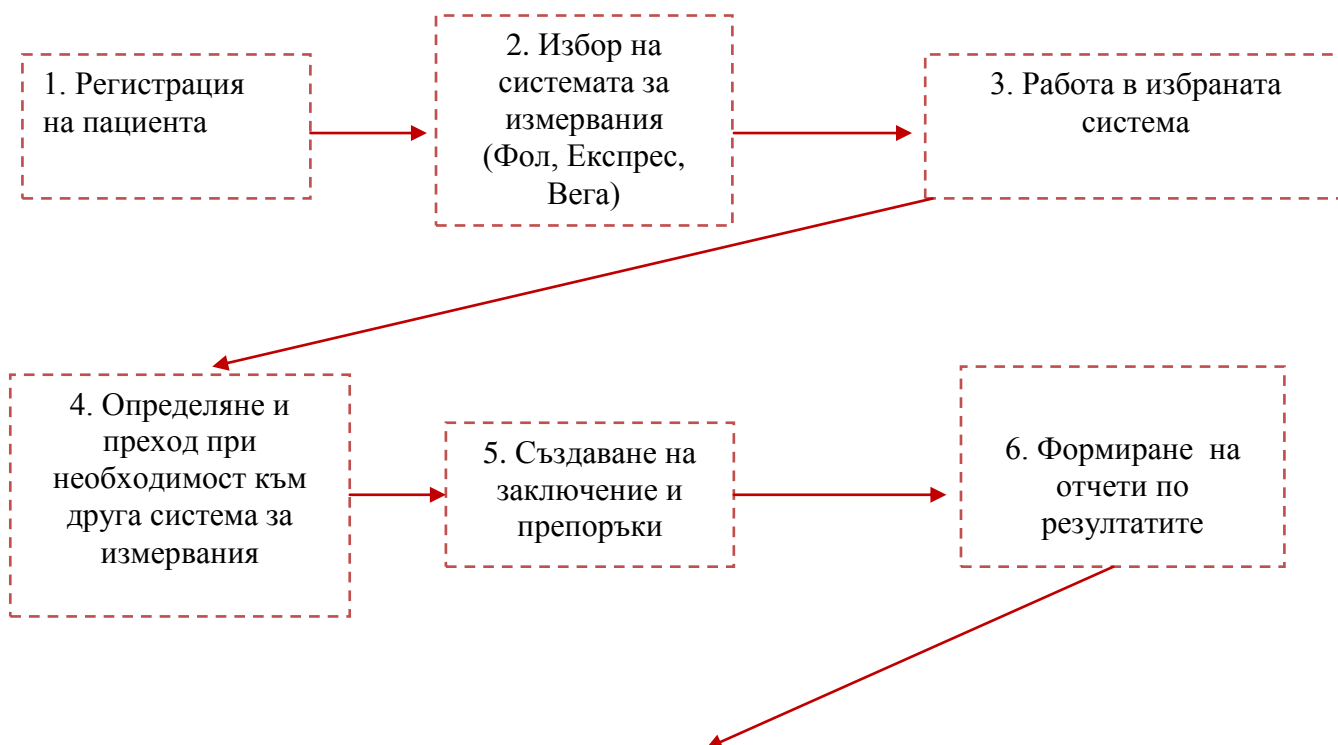 1. Регистрация
на пациента
2. Избор на
системата за
измервания
(Фол, Експрес,
Вега)
3. Работа в избраната
система
4. Определяне и
преход при
необходимост към
друга система за
измервания
5. Създаване на
заключение и
препоръки
6. Формиране на
отчети по
резултатите